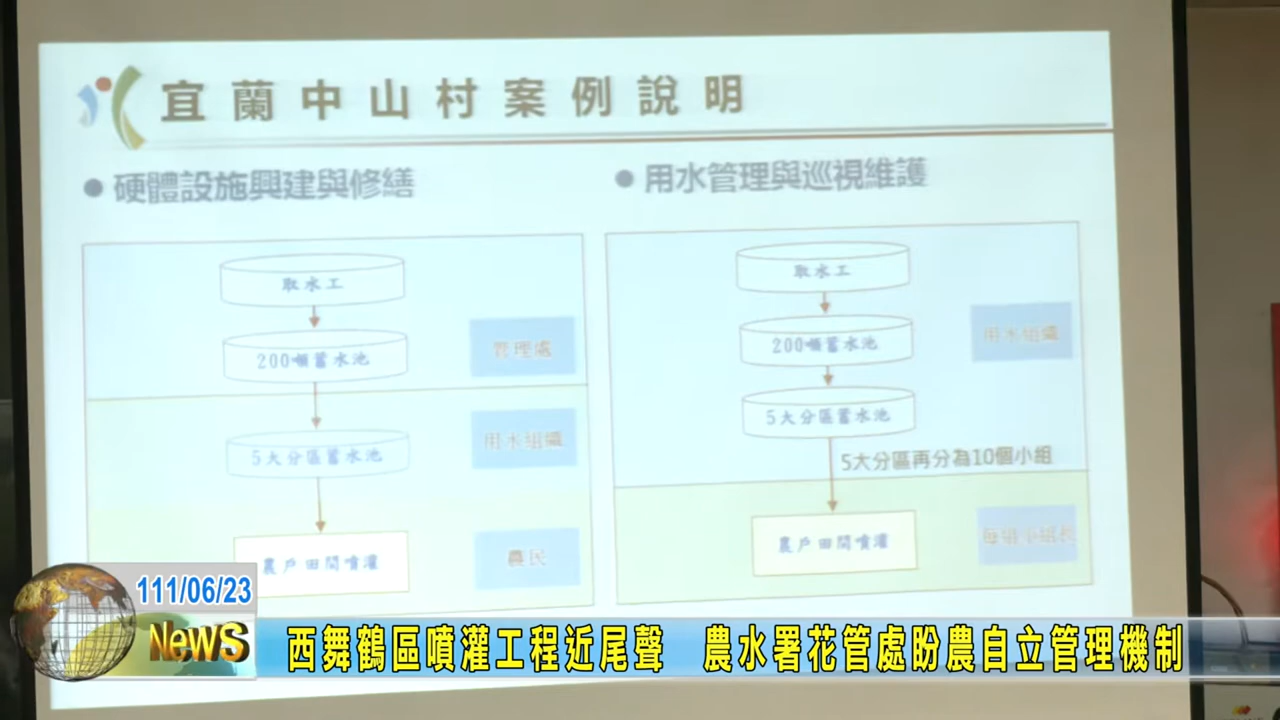 宜蘭中山村案例說明
● 硬體設施興建與修繕
取水工
200噸蓄水池
5大分區蓄水池
農戶田間噴灌
管理處
用水組織
農民
● 用水管理與巡視維護
取水工
200噸蓄水池
5大分區蓄水池
5大分區再分為10個小組
農戶田間噴灌
用水組織
每組小組長
111/06/23
NewS
西舞鶴區噴灌工程近尾聲 農水署花管處盼農自立管理機制